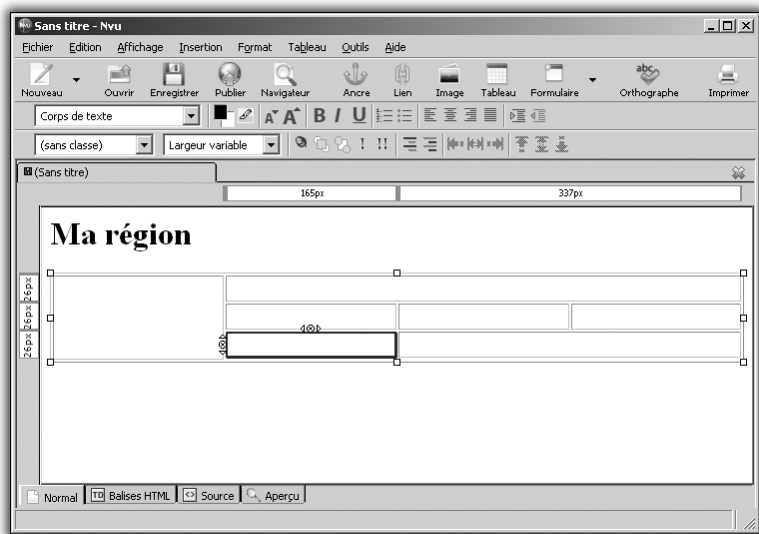 Sans titre - Nvu
Fichier Edition Affichage Insertion Format Tableau Outils Aide
Nouveau Ouvrir Enregistrer Publier Navigateur Ancre Lien Image Tableau Formulaire Orthographe Imprimer
Corps de texte
(sans classe) Largeur variable
(Sans titre)
165px 337px
Ma région
26px
26px
26px
Normal Balises HTML Source Aperçu